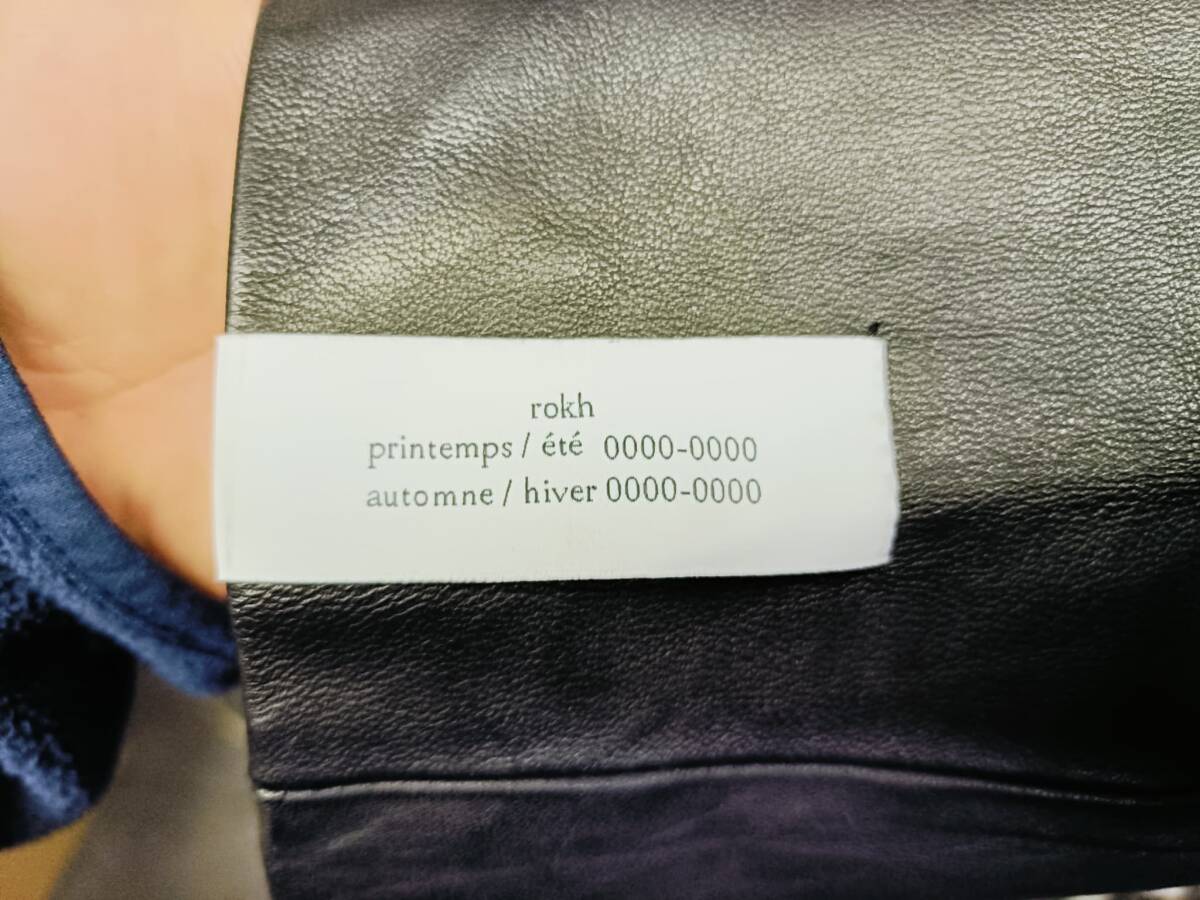 rokh
printemps / été 0000-0000
automne / hiver 0000-0000